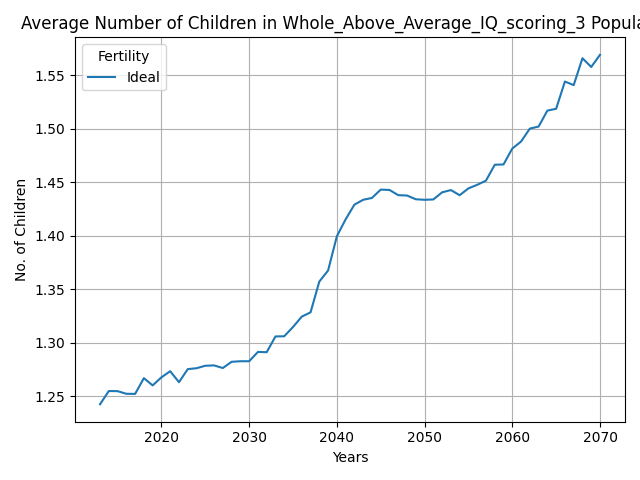 Average Number of Children in Whole_Above_Average_IQ_scoring_3 Popula
Fertility
Ideal
No. of Children
1.55
1.50
1.45
1.40
1.35
1.30
1.25
2020 2030 2040 2050 2060 2070
Years